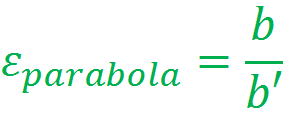 ε_parabola = b/b′